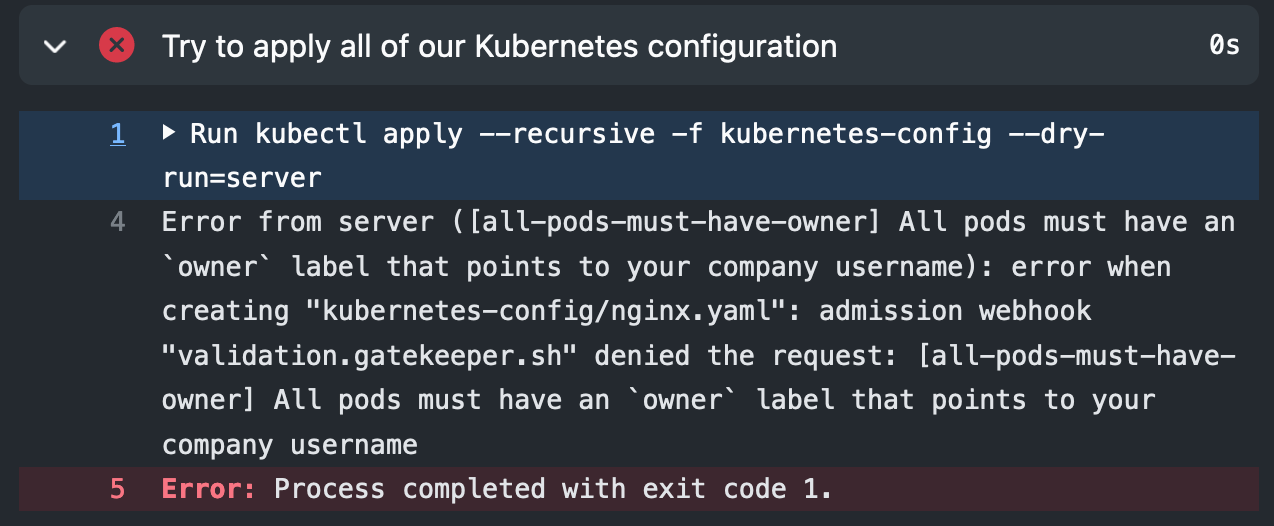 Try to apply all of our Kubernetes configuration 0s
1 Run kubectl apply --recursive -f kubernetes-config --dry-
run=server
4 Error from server ([all-pods-must-have-owner] All pods must have an
`owner` label that points to your company username): error when
creating "kubernetes-config/nginx.yaml": admission webhook
"validation.gatekeeper.sh" denied the request: [all-pods-must-have-
owner] All pods must have an `owner` label that points to your
company username
5 Error: Process completed with exit code 1.